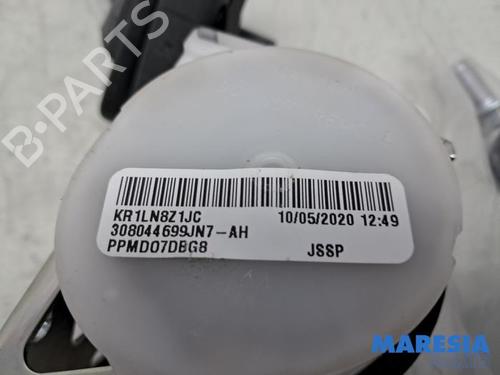 KR1LN8Z1JC 10/05/2020 12:49
308044699JN7-AH
PPMD07DBG8 JSSP
B-PARTS
MARESIA